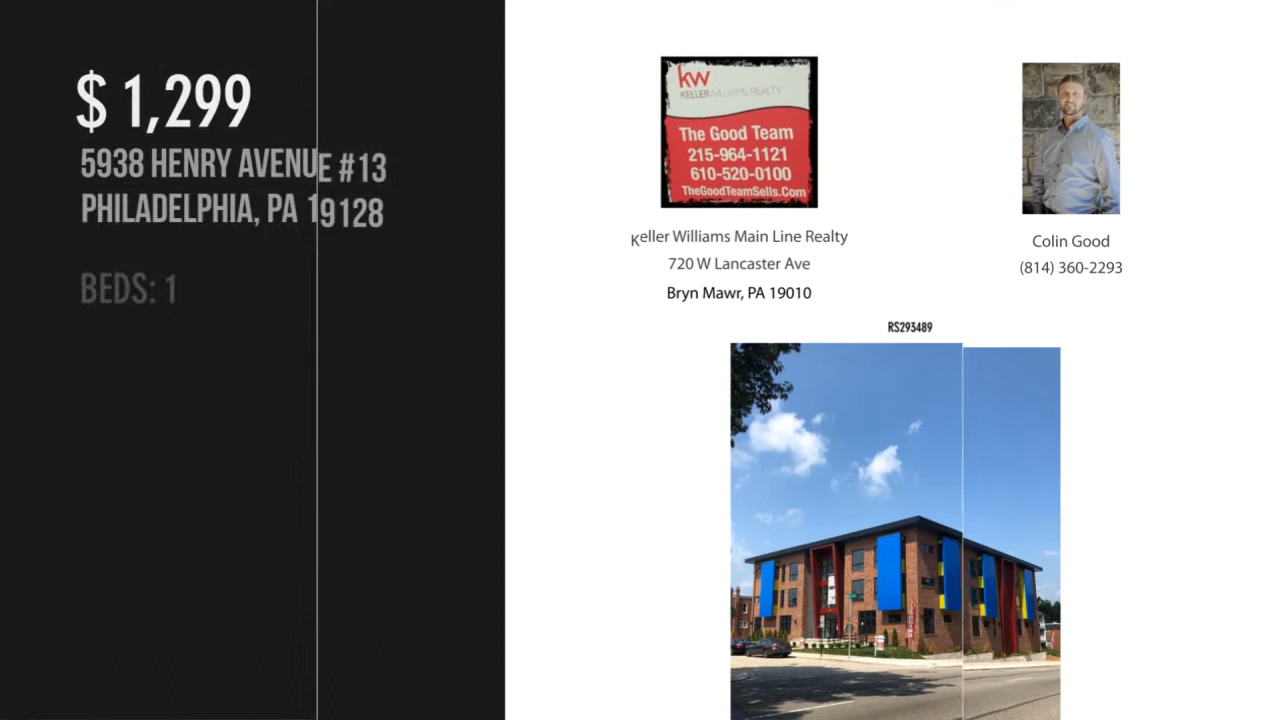 $ 1,299
5938 HENRY AVENUE #13
PHILADELPHIA, PA 19128
BEDS: 1
kw
KELLERWILLIAMS. REALTY
The Good Team
215-964-1121
610-520-0100
TheGoodTeamSells.Com
Keller Williams Main Line Realty
720 W Lancaster Ave
Bryn Mawr, PA 19010
Colin Good
(814) 360-2293
RS293489